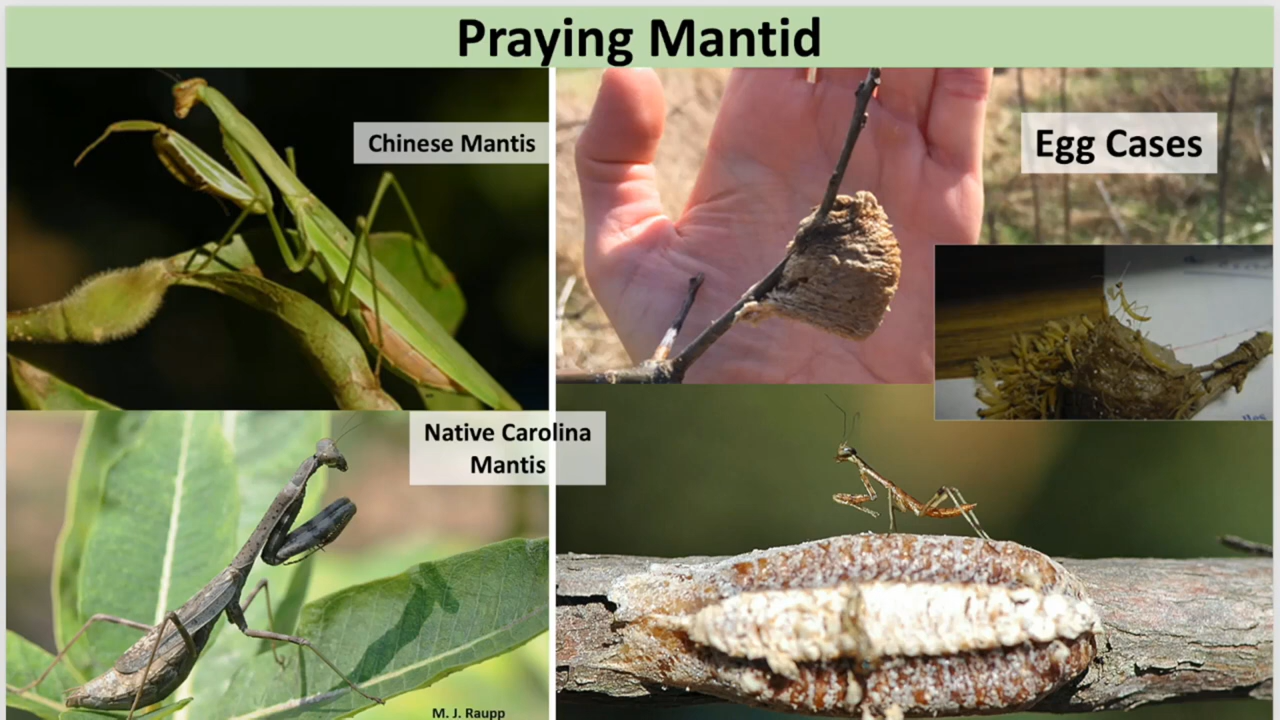 Praying Mantid
Chinese Mantis
Egg Cases
Native Carolina
Mantis
M. J. Raupp